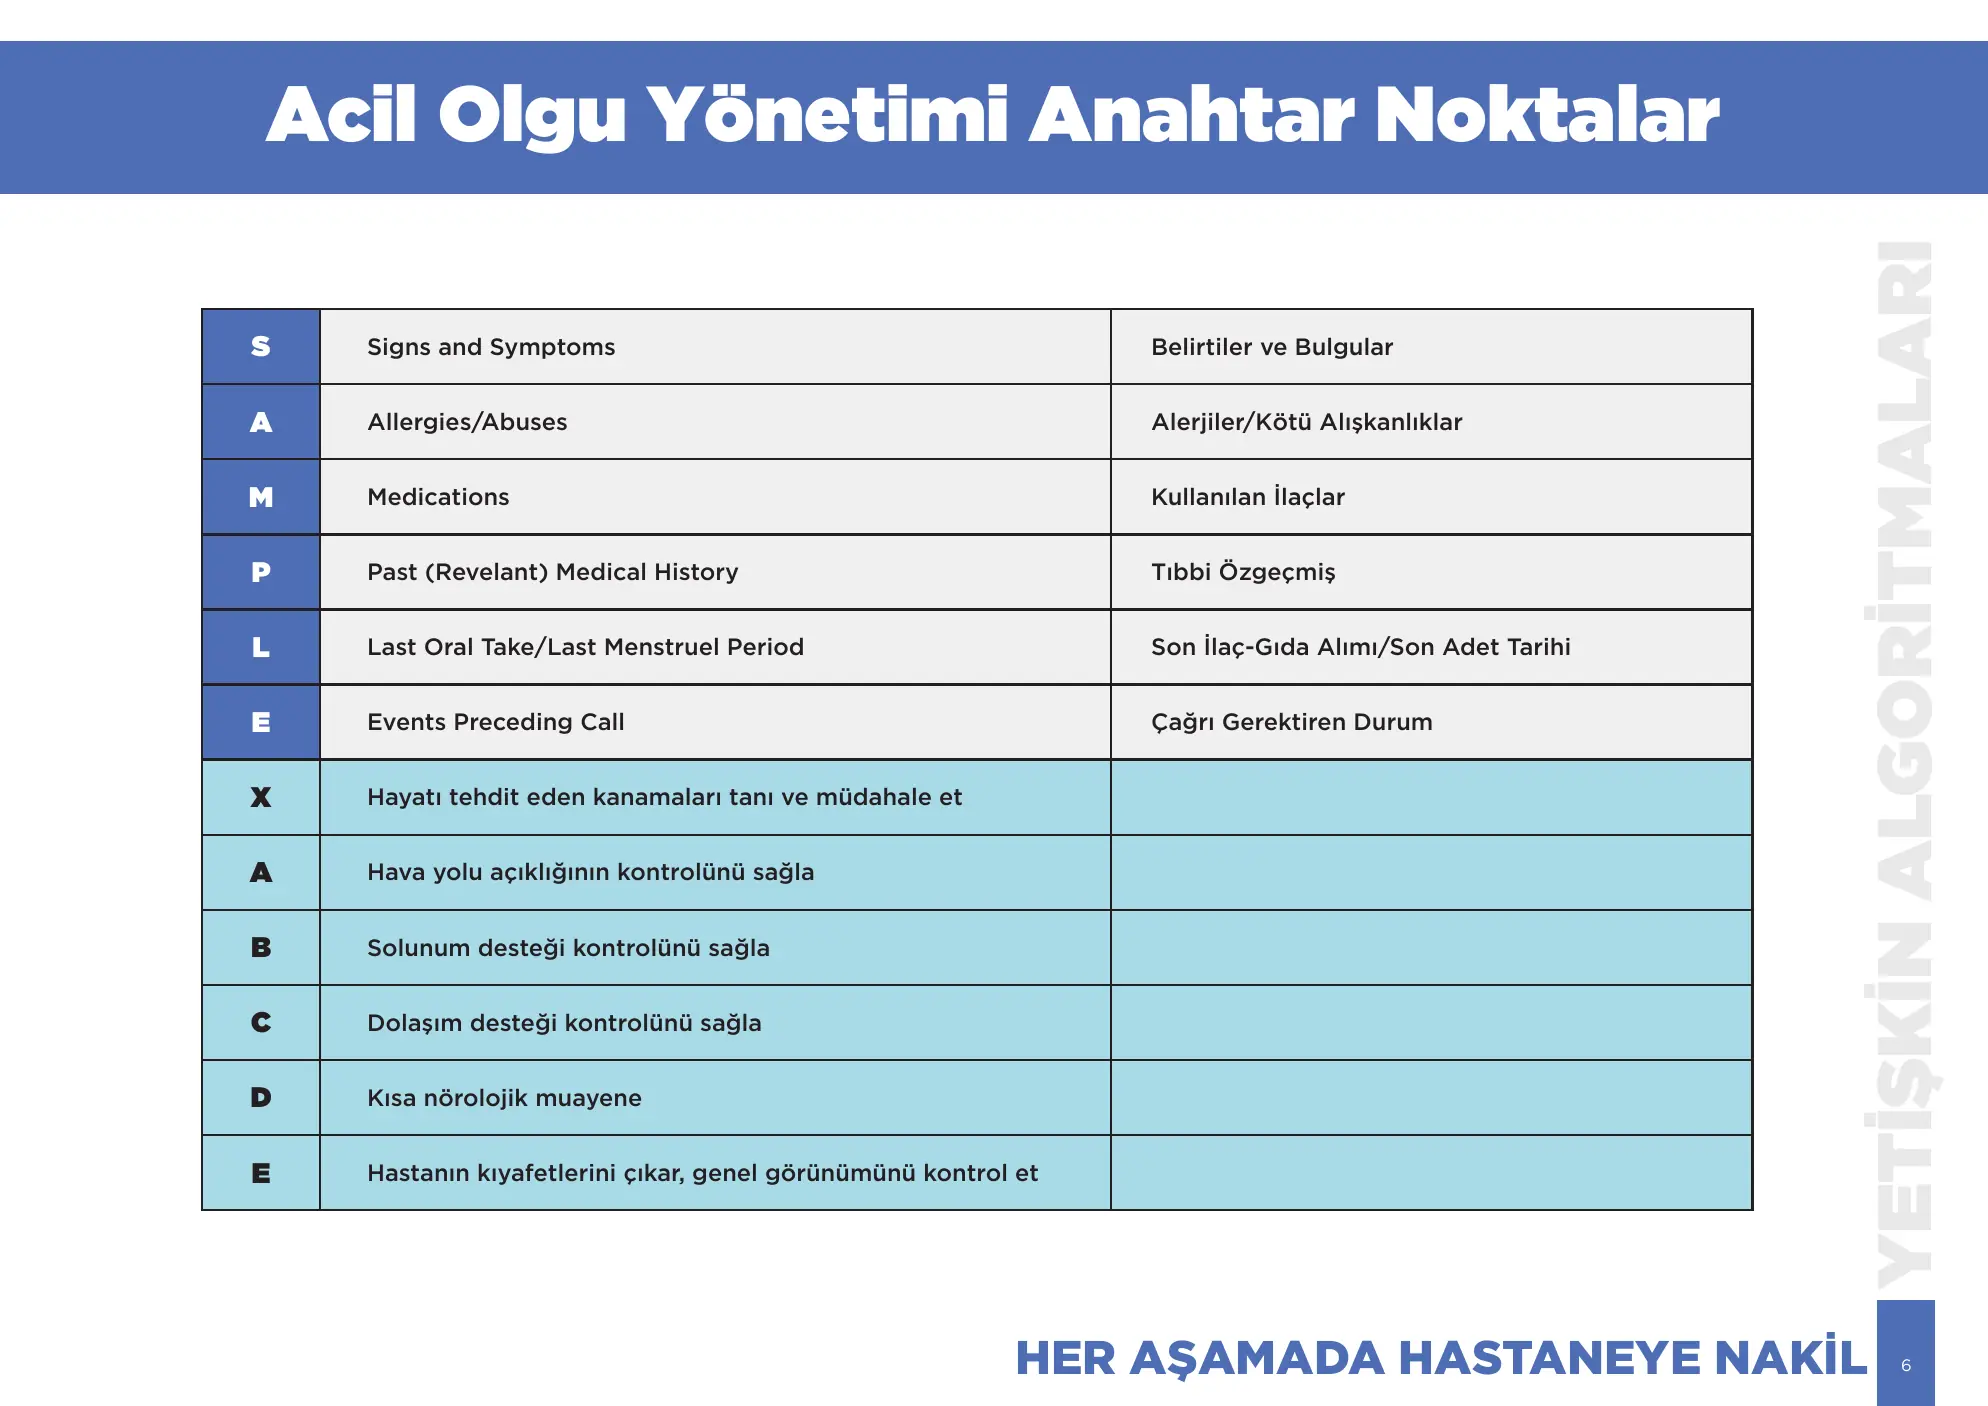 Acil Olgu Yönetimi Anahtar Noktalar
S Signs and Symptoms Belirtiler ve Bulgular
A Allergies/Abuses Alerjiler/Kötü Alışkanlıklar
M Medications Kullanılan İlaçlar
P Past (Revelant) Medical History Tıbbi Özgeçmiş
L Last Oral Take/Last Menstruel Period Son İlaç-Gıda Alımı/Son Adet Tarihi
E Events Preceding Call Çağrı Gerektiren Durum
X Hayatı tehdit eden kanamaları tanı ve müdahale et
A Hava yolu açıklığının kontrolünü sağla
B Solunum desteği kontrolünü sağla
C Dolaşım desteği kontrolünü sağla
D Kısa nörolojik muayene
E Hastanın kıyafetlerini çıkar, genel görünümünü kontrol et
YETİŞKİN ALGORİTMALARI
HER AŞAMADA HASTANEYE NAKİL
6